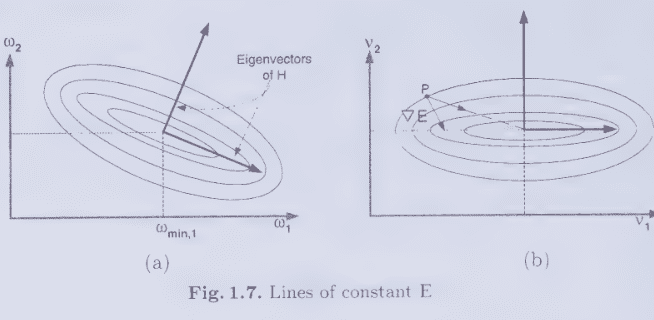 ω2
Eigenvectors
of H
ωmin,1
ω1
(a)
ν2
P
▽E
ν1
(b)
Fig. 1.7. Lines of constant E